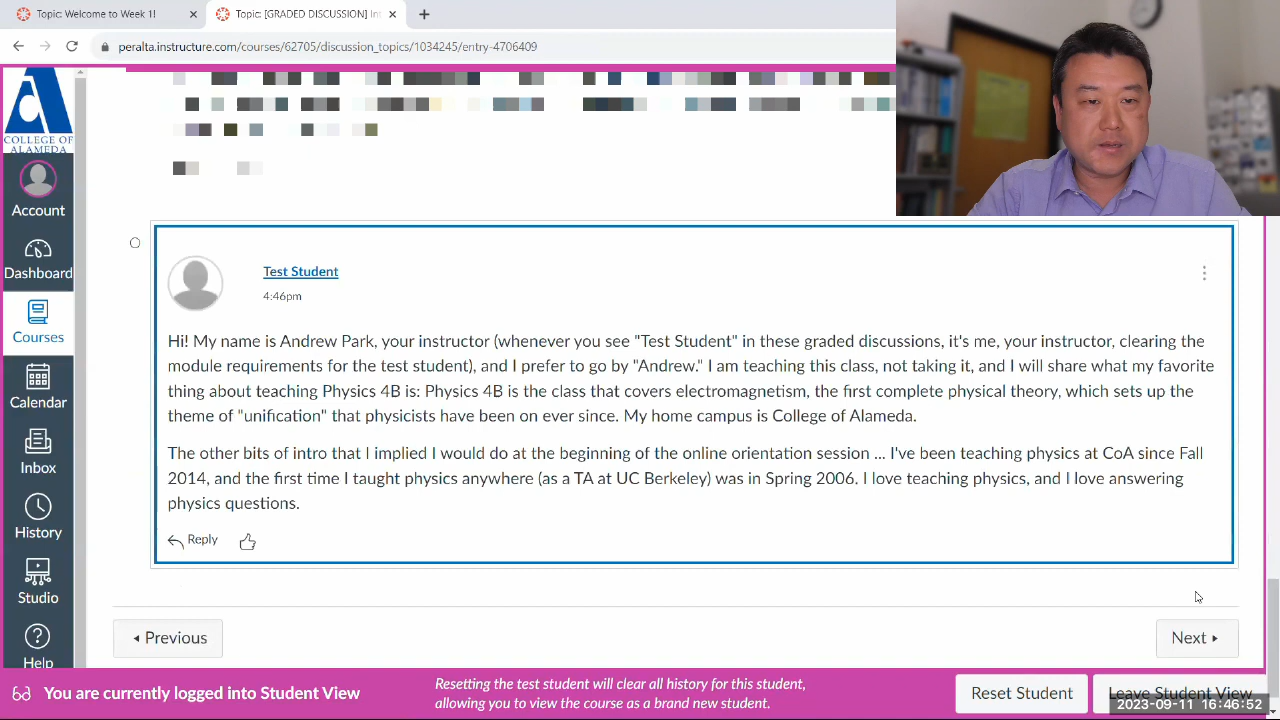 Topic: Welcome to Week 1!
Topic: [GRADED DISCUSSION] In
peralta.instructure.com/courses/62705/discussion_topics/1034245/entry-4706409
COLLEGE OF
ALAMEDA
Account
Dashboard
Courses
Calendar
Inbox
History
Studio
Help
Test Student
4:46pm
Hi! My name is Andrew Park, your instructor (whenever you see "Test Student" in these graded discussions, it's me, your instructor, clearing the
module requirements for the test student), and I prefer to go by "Andrew." I am teaching this class, not taking it, and I will share what my favorite
thing about teaching Physics 4B is: Physics 4B is the class that covers electromagnetism, the first complete physical theory, which sets up the
theme of "unification" that physicists have been on ever since. My home campus is College of Alameda.
The other bits of intro that I implied I would do at the beginning of the online orientation session ... I've been teaching physics at CoA since Fall
2014, and the first time I taught physics anywhere (as a TA at UC Berkeley) was in Spring 2006. I love teaching physics, and I love answering
physics questions.
Reply
Previous
Next
You are currently logged into Student View
Resetting the test student will clear all history for this student,
allowing you to view the course as a brand new student.
Reset Student
Leave Student View
2023-09-11 16:46:52